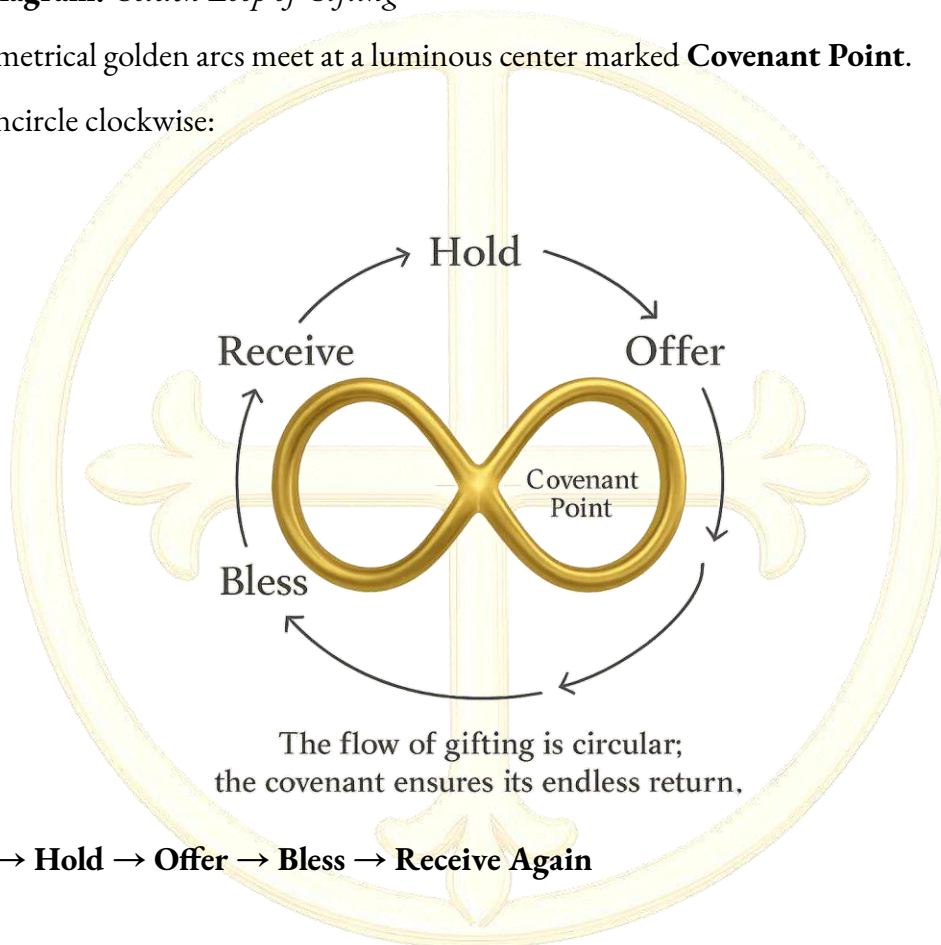 metrical golden arcs meet at a luminous center marked Covenant Point.
ncircle clockwise:
Hold
Receive
Offer
Covenant
Point
Bless
The flow of gifting is circular;
the covenant ensures its endless return.
→ Hold → Offer → Bless → Receive Again